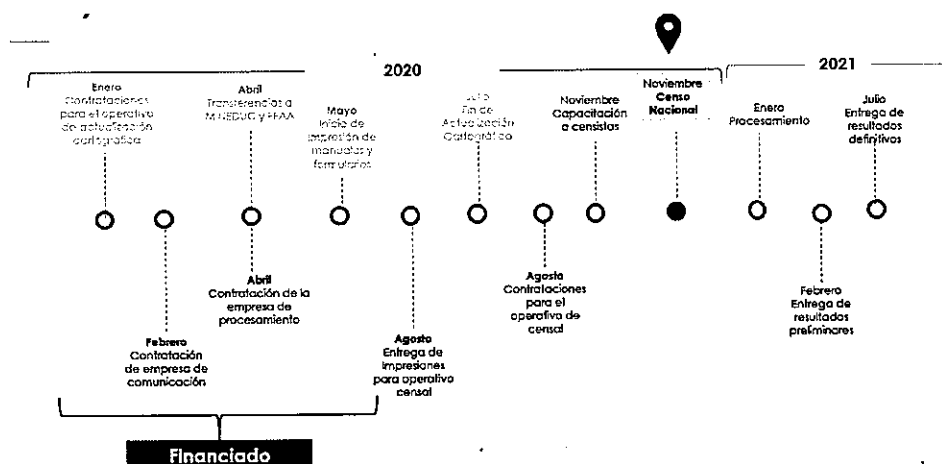 2020
2021
Enero
Contrataciones
para el operativo
de actualización
cartográfica
Abril
Transferencias a
MINEDUC y FFAA
Mayo
Inicio de
impresión de
manuales y
formularios
Julio
Fin de
Actualización
Cartográfica
Noviembre
Capacitación
a censistas
Noviembre
Censo
Nacional
Enero
Procesamiento
Julio
Entrega de
resultados
definitivos
Febrero
Contratación
de empresa de
comunicación
Abril
Contratación de la
empresa de
procesamiento
Agosto
Entrega de
impresiones
para operativo
censal
Agosto
Contrataciones
para el
operativo de
censal
Febrero
Entrega de
resultados
preliminares
Financiado